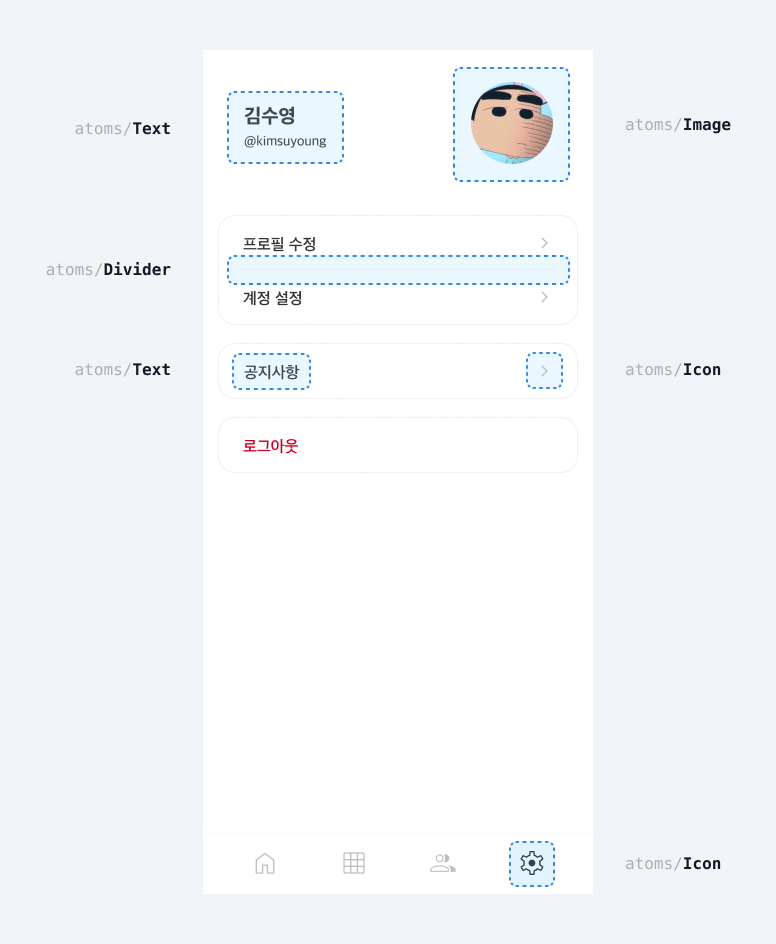 atoms/Text
김수영
@kimsuyoung
atoms/Image
프로필 수정
atoms/Divider
계정 설정
atoms/Text
공지사항
atoms/Icon
로그아웃
atoms/Icon